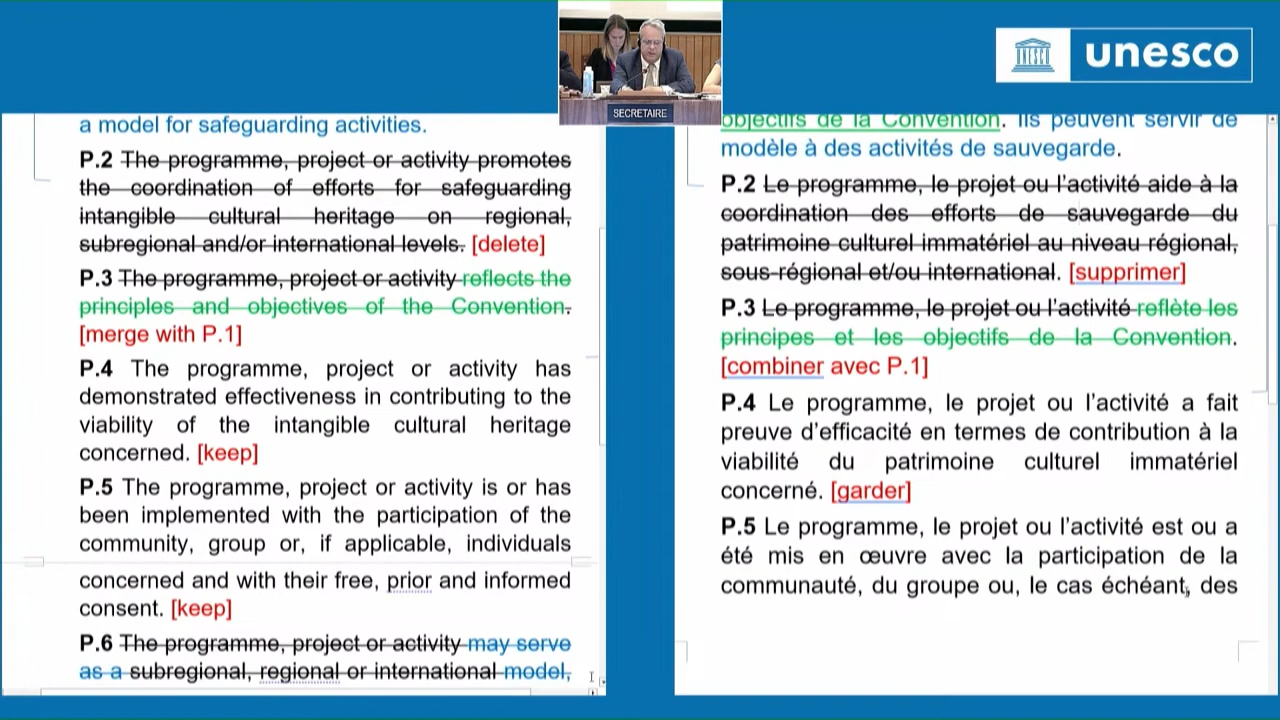 unesco
SECRETAIRE
a model for safeguarding activities.
P.2 The programme, project or activity promotes
the coordination of efforts for safeguarding
intangible cultural heritage on regional,
subregional and/or international levels. [delete]
P.3 The programme, project or activity reflects the
principles and objectives of the Convention.
[merge with P.1]
P.4 The programme, project or activity has
demonstrated effectiveness in contributing to the
viability of the intangible cultural heritage
concerned. [keep]
P.5 The programme, project or activity is or has
been implemented with the participation of the
community, group or, if applicable, individuals
concerned and with their free, prior and informed
consent. [keep]
P.6 The programme, project or activity may serve
as a subregional, regional or international model,
objectifs de la Convention. Ils peuvent servir de
modèle à des activités de sauvegarde.
P.2 Le programme, le projet ou l'activité aide à la
coordination des efforts de sauvegarde du
patrimoine culturel immatériel au niveau régional,
sous-régional et/ou international. [supprimer]
P.3 Le programme, le projet ou l'activité reflète les
principes et les objectifs de la Convention.
[combiner avec P.1]
P.4 Le programme, le projet ou l'activité a fait
preuve d'efficacité en termes de contribution à la
viabilité du patrimoine culturel immatériel
concerné. [garder]
P.5 Le programme, le projet ou l'activité est ou a
été mis en œuvre avec la participation de la
communauté, du groupe ou, le cas échéant, des